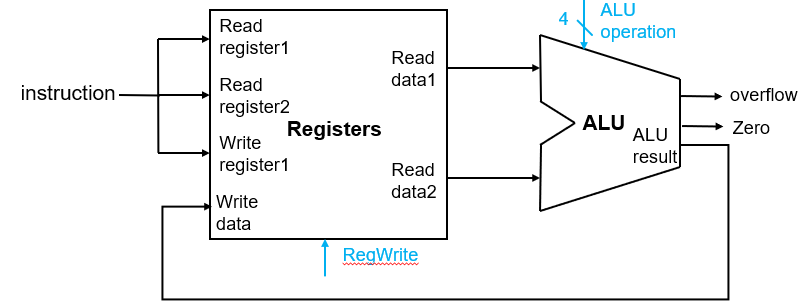 instruction
Read
register1
Read
register2
Write
register1
Write
data
Registers
Read
data1
Read
data2
RegWrite
4
ALU
operation
ALU
ALU
result
overflow
Zero